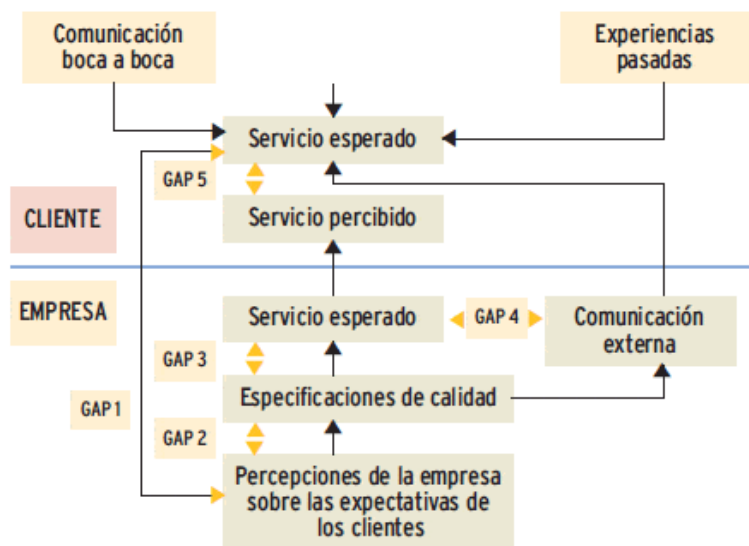 Comunicación
boca a boca
Experiencias
pasadas
Servicio esperado
GAP 5
CLIENTE
Servicio percibido
EMPRESA
Servicio esperado
GAP 4
Comunicación
externa
GAP 3
Especificaciones de calidad
GAP 1
GAP 2
Percepciones de la empresa
sobre las expectativas de
los clientes